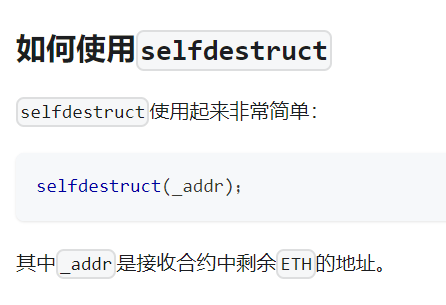 如何使用selfdestruct
selfdestruct使用起来非常简单：
selfdestruct(_addr)；
其中_addr是接收合约中剩余ETH的地址。